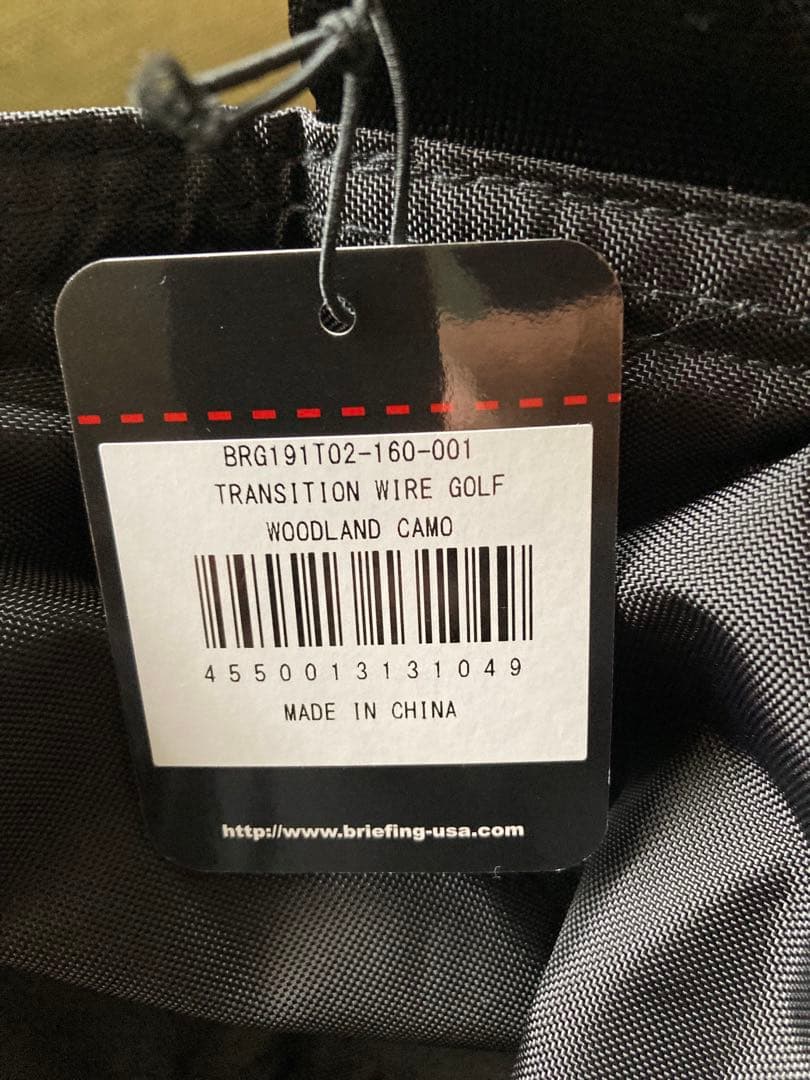 BRG191T02-160-001
TRANSITION WIRE GOLF
WOODLAND CAMO
4550013131049
MADE IN CHINA
http://www.briefing-usa.com